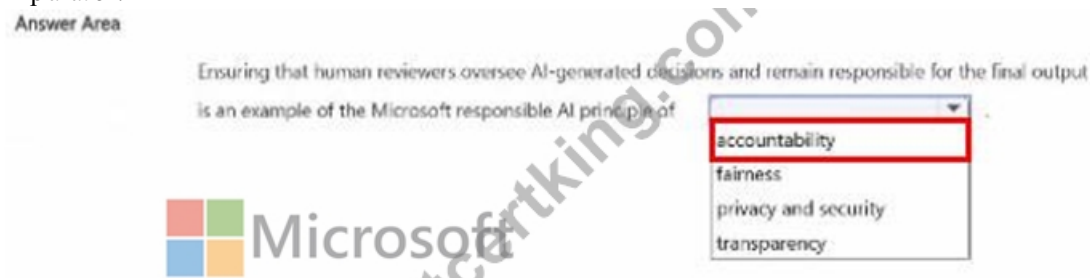 Answer Area
Ensuring that human reviewers oversee AI-generated decisions and remain responsible for the final output
is an example of the Microsoft responsible AI principle of
.
accountability
fairness
privacy and security
transparency
Microsoft